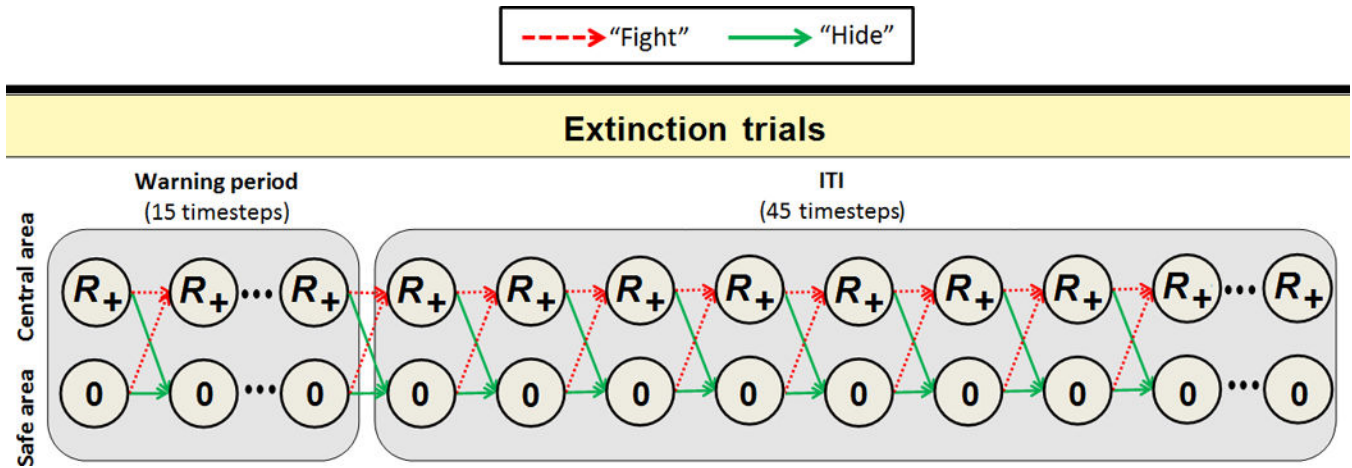 “Fight” “Hide”
Extinction trials
Warning period
(15 timesteps)
ITI
(45 timesteps)
Central area
R+ R+ ••• R+ R+ R+ R+ R+ R+ R+ R+ R+ ••• R+
Safe area
0 0 ••• 0 0 0 0 0 0 0 0 0 ••• 0